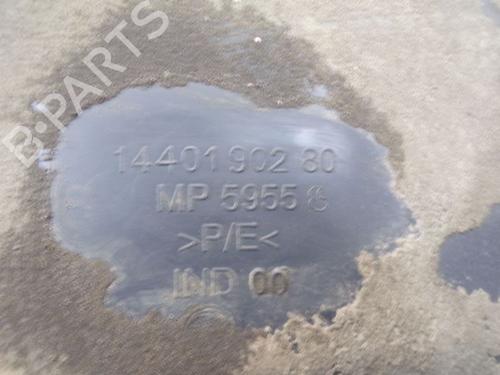 B-PARTS
14401 902 80
MP 5955
>P/E<
IND 00